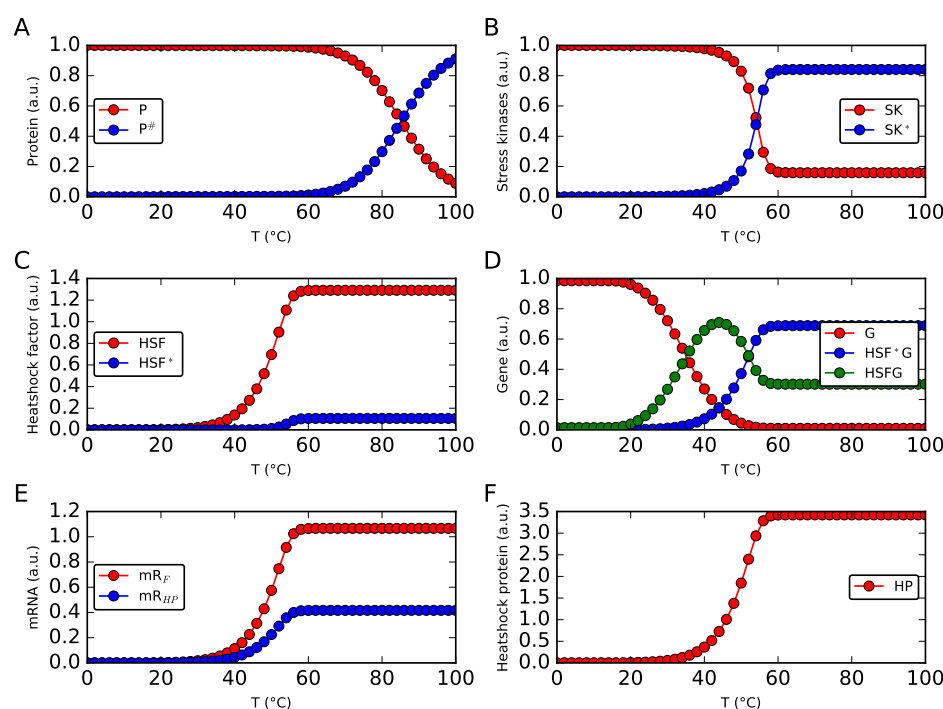 A
Protein (a.u.)
1.0
0.8
0.6
0.4
0.2
0.0
P
P#
0 20 40 60 80 100
T (°C)
B
Stress kinases (a.u.)
1.0
0.8
0.6
0.4
0.2
0.0
SK
SK*
0 20 40 60 80 100
T (°C)
C
Heatshock factor (a.u.)
1.4
1.2
1.0
0.8
0.6
0.4
0.2
0.0
HSF
HSF*
0 20 40 60 80 100
T (°C)
D
Gene (a.u.)
1.0
0.8
0.6
0.4
0.2
0.0
G
HSF*G
HSFG
0 20 40 60 80 100
T (°C)
E
mRNA (a.u.)
1.2
1.0
0.8
0.6
0.4
0.2
0.0
mR_F
mR_HP
0 20 40 60 80 100
T (°C)
F
Heatshock protein (a.u.)
3.5
3.0
2.5
2.0
1.5
1.0
0.5
0.0
HP
0 20 40 60 80 100
T (°C)